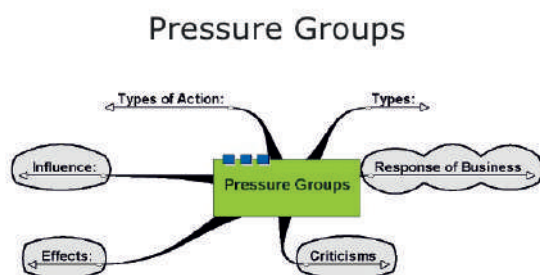 Pressure Groups
Types of Action:
Types:
Influence:
Pressure Groups
Response of Business
Effects:
Criticisms